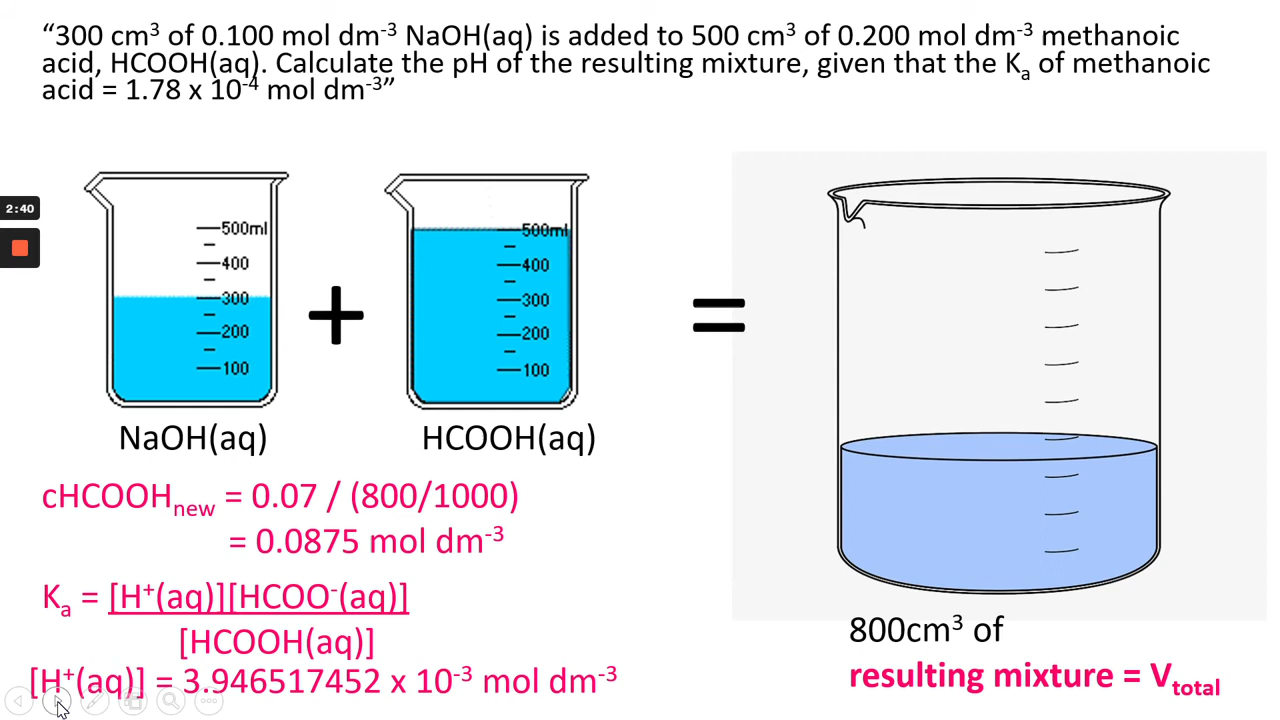 “300 cm³ of 0.100 mol dm⁻³ NaOH(aq) is added to 500 cm³ of 0.200 mol dm⁻³ methanoic
acid, HCOOH(aq). Calculate the pH of the resulting mixture, given that the Kₐ of methanoic
acid = 1.78 x 10⁻⁴ mol dm⁻³”
2:40
500ml
400
300
200
100
+
500ml
400
300
200
100
=
NaOH(aq)
HCOOH(aq)
cHCOOHnew = 0.07 / (800/1000)
= 0.0875 mol dm⁻³
Kₐ = [H⁺(aq)][HCOO⁻(aq)]
[HCOOH(aq)]
[H⁺(aq)] = 3.946517452 x 10⁻³ mol dm⁻³
800cm³ of
resulting mixture = Vtotal